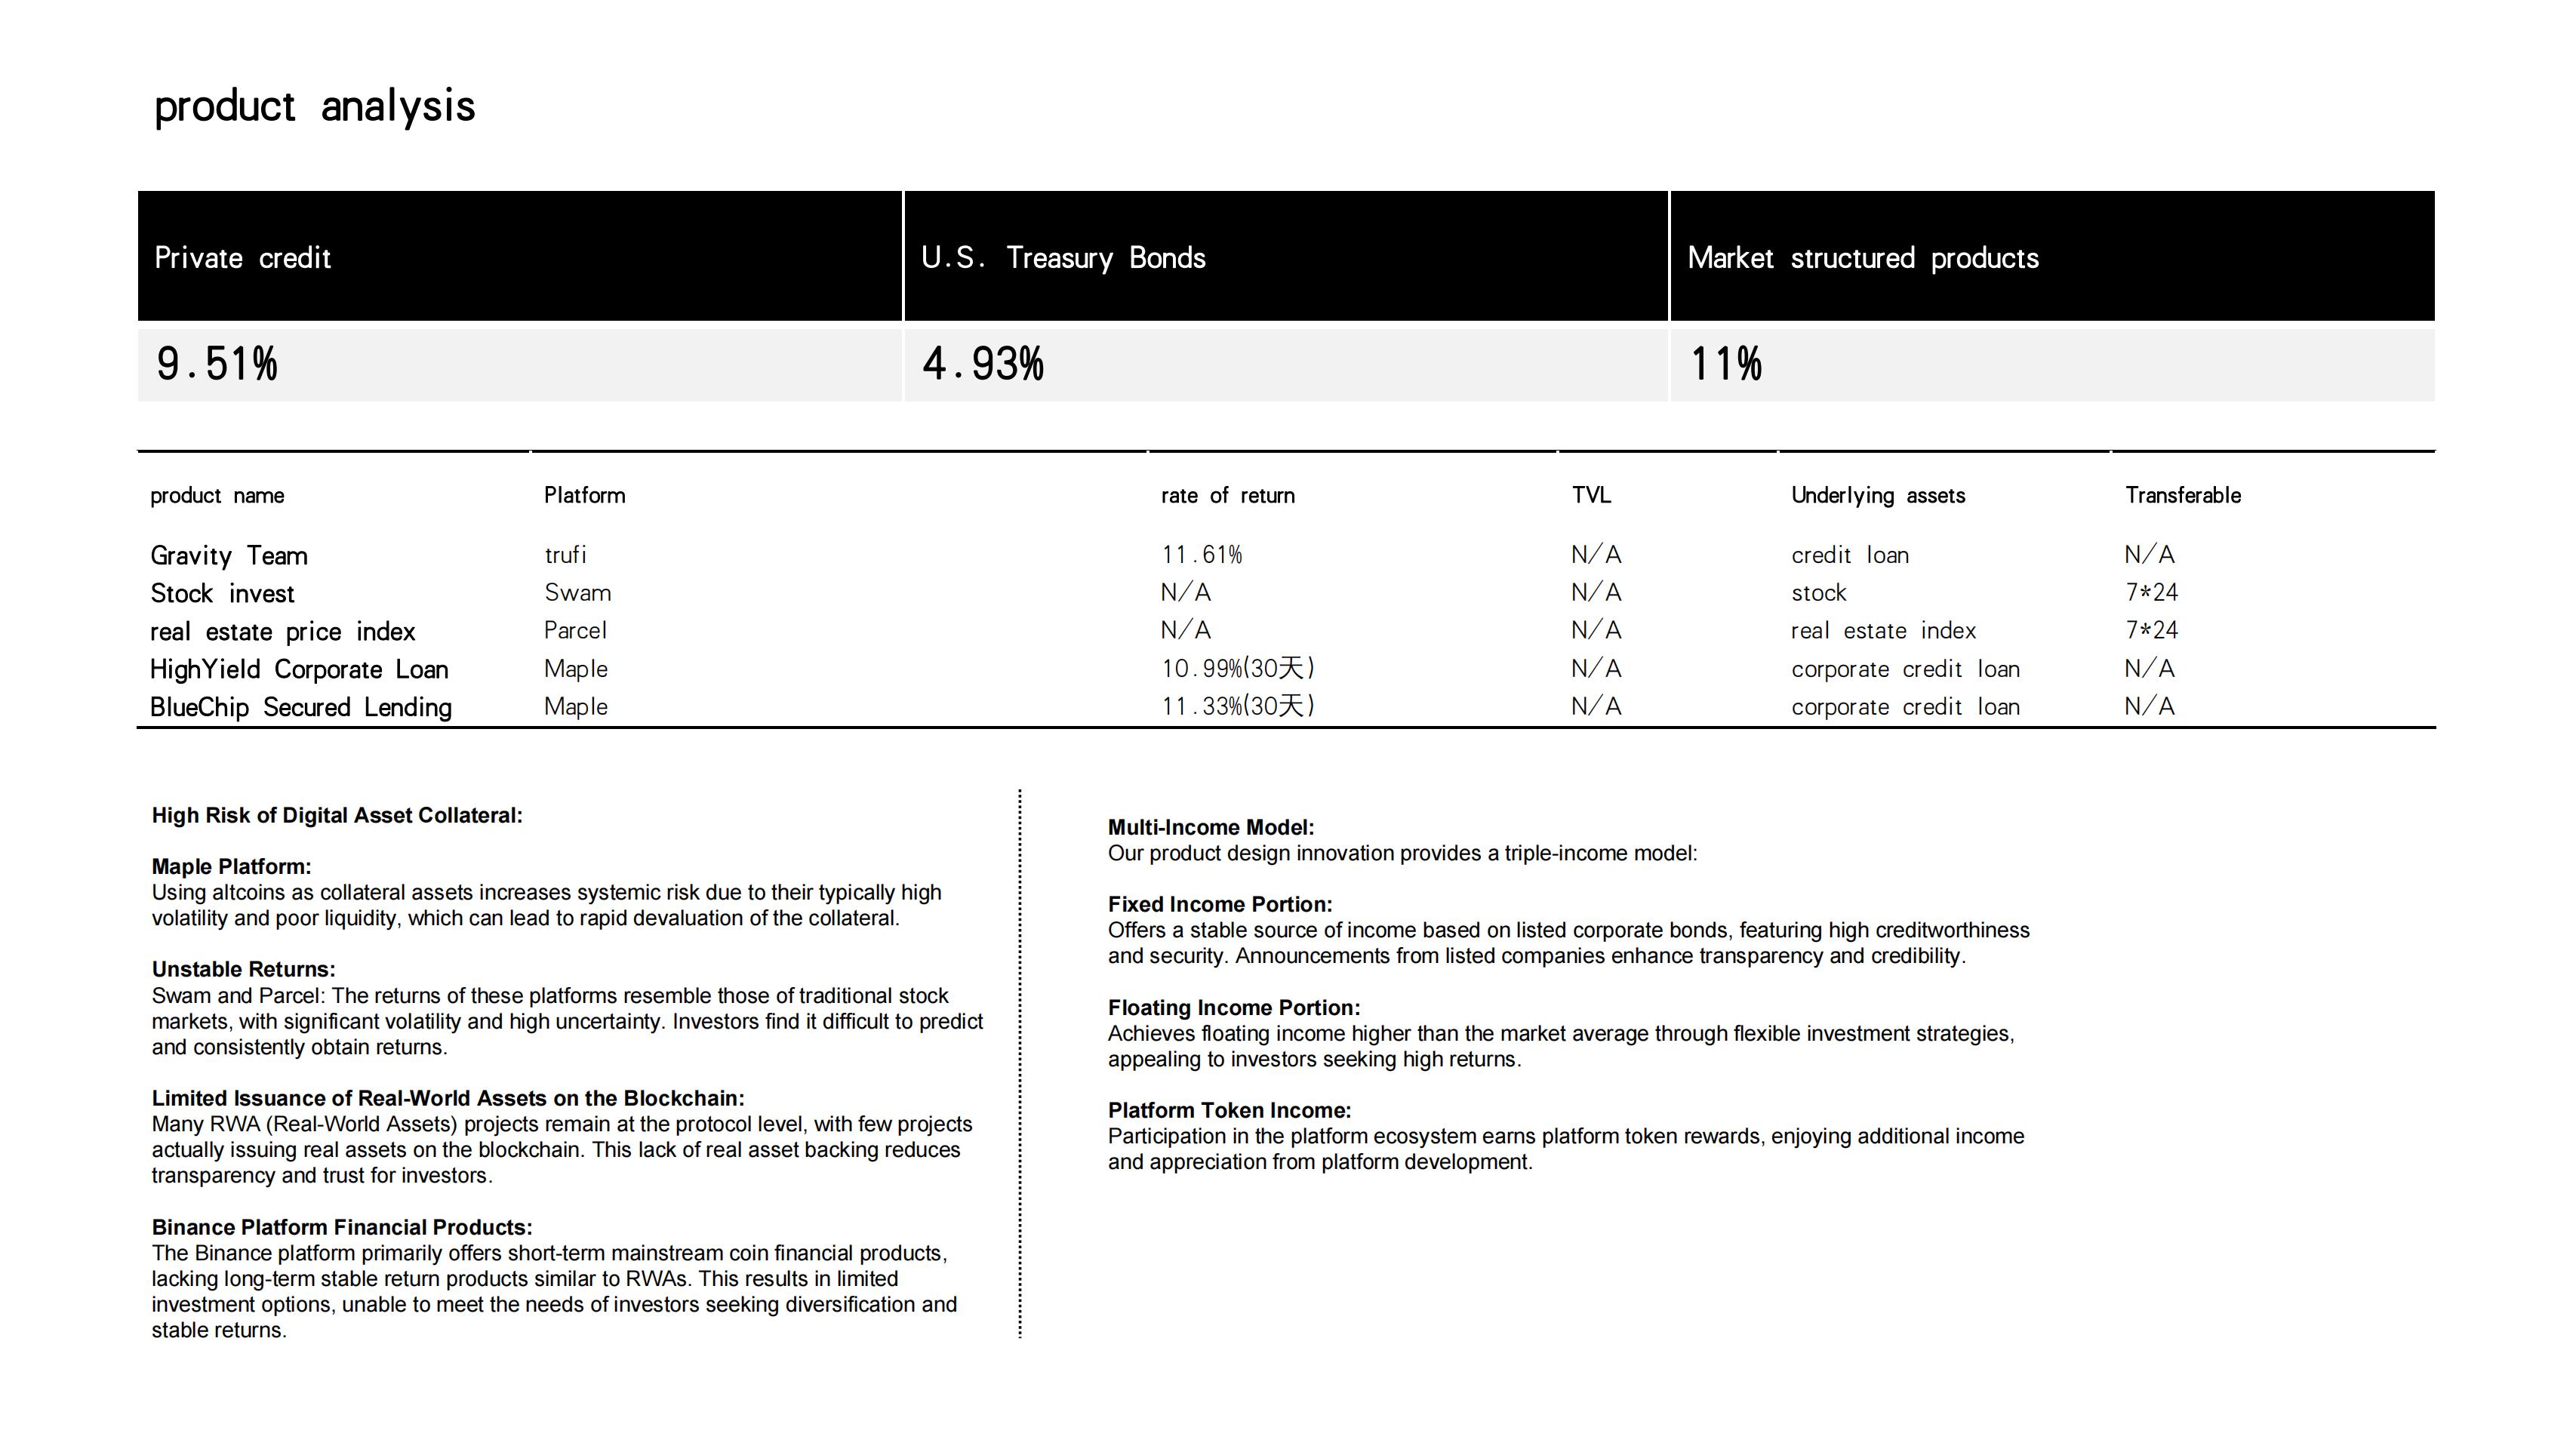 product analysis
Private credit U.S. Treasury Bonds Market structured products
9.51% 4.93% 11%
product name Platform rate of return TVL Underlying assets Transferable
Gravity Team trufi 11.61% N/A credit loan N/A
Stock invest Swam N/A N/A stock 7*24
real estate price index Parcel N/A N/A real estate index 7*24
HighYield Corporate Loan Maple 10.99%(30天) N/A corporate credit loan N/A
BlueChip Secured Lending Maple 11.33%(30天) N/A corporate credit loan N/A
High Risk of Digital Asset Collateral:
Maple Platform:
Using altcoins as collateral assets increases systemic risk due to their typically high
volatility and poor liquidity, which can lead to rapid devaluation of the collateral.
Unstable Returns:
Swam and Parcel: The returns of these platforms resemble those of traditional stock
markets, with significant volatility and high uncertainty. Investors find it difficult to predict
and consistently obtain returns.
Limited Issuance of Real-World Assets on the Blockchain:
Many RWA (Real-World Assets) projects remain at the protocol level, with few projects
actually issuing real assets on the blockchain. This lack of real asset backing reduces
transparency and trust for investors.
Binance Platform Financial Products:
The Binance platform primarily offers short-term mainstream coin financial products,
lacking long-term stable return products similar to RWAs. This results in limited
investment options, unable to meet the needs of investors seeking diversification and
stable returns.
Multi-Income Model:
Our product design innovation provides a triple-income model:
Fixed Income Portion:
Offers a stable source of income based on listed corporate bonds, featuring high creditworthiness
and security. Announcements from listed companies enhance transparency and credibility.
Floating Income Portion:
Achieves floating income higher than the market average through flexible investment strategies,
appealing to investors seeking high returns.
Platform Token Income:
Participation in the platform ecosystem earns platform token rewards, enjoying additional income
and appreciation from platform development.